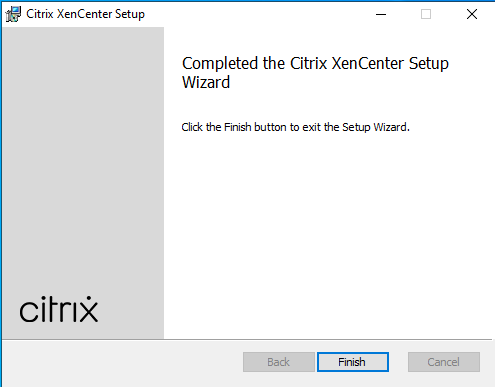 Citrix XenCenter Setup
Completed the Citrix XenCenter Setup
Wizard
Click the Finish button to exit the Setup Wizard.
citrix
Back
Finish
Cancel